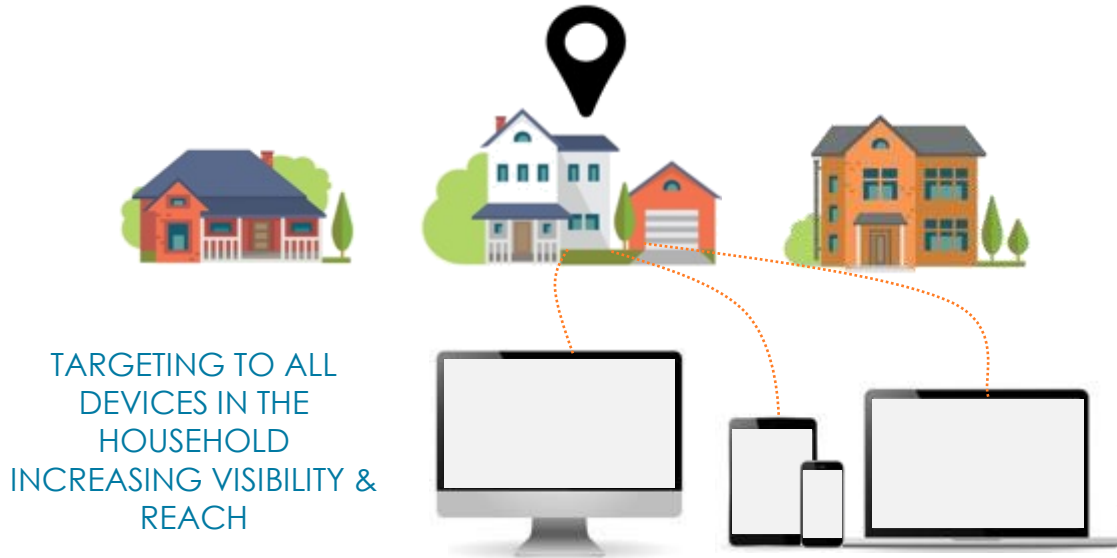 TARGETING TO ALL
DEVICES IN THE
HOUSEHOLD
INCREASING VISIBILITY &
REACH